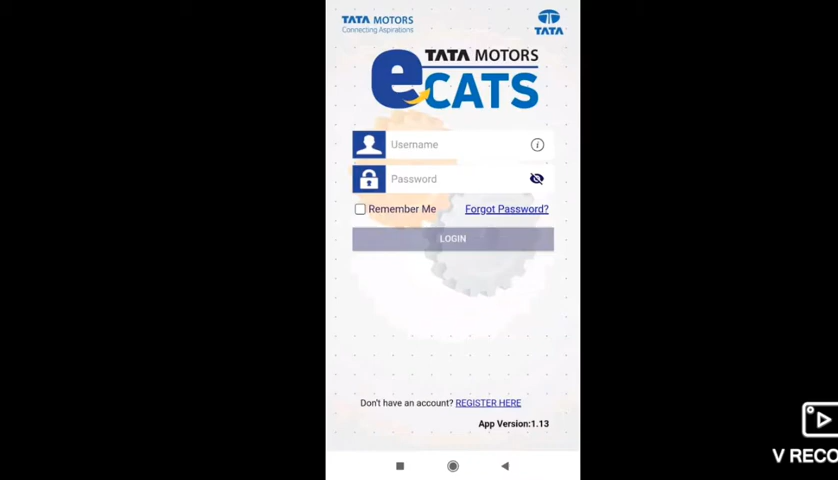 TATA MOTORS
Connecting Aspirations
TATA
TATA MOTORS
eCATS
Username
Password
Remember Me Forgot Password?
LOGIN
Don't have an account? REGISTER HERE
App Version:1.13
V RECO